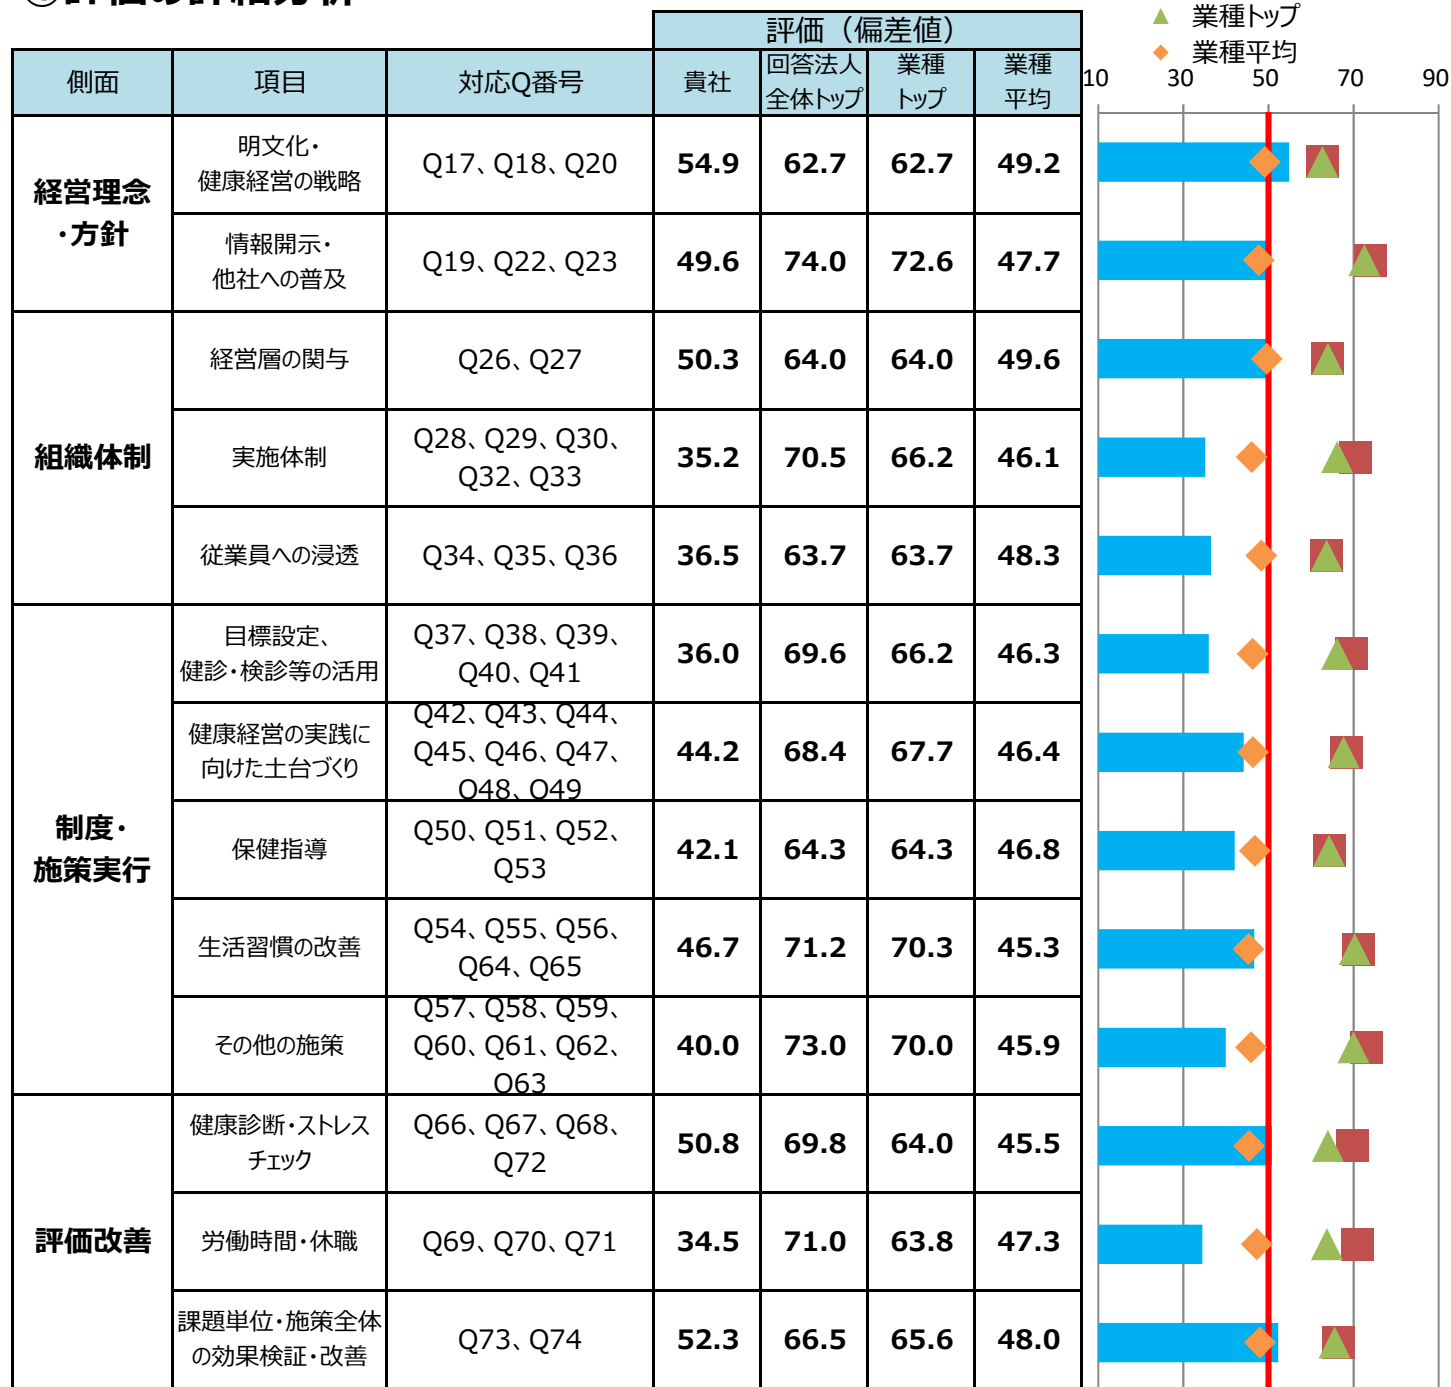 ①評価の詳細分析
▲ 業種トップ
◆ 業種平均
評価（偏差値）
側面 項目 対応Q番号 貴社 回答法人 全体トップ 業種 トップ 業種 平均
10 30 50 70 90
経営理念
・方針
明文化・
健康経営の戦略
Q17、Q18、Q20 54.9 62.7 62.7 49.2
情報開示・
他社への普及
Q19、Q22、Q23 49.6 74.0 72.6 47.7
組織体制
経営層の関与 Q26、Q27 50.3 64.0 64.0 49.6
実施体制
Q28、Q29、Q30、
Q32、Q33
35.2 70.5 66.2 46.1
従業員への浸透 Q34、Q35、Q36 36.5 63.7 63.7 48.3
制度・
施策実行
目標設定、
健診・検診等の活用
Q37、Q38、Q39、
Q40、Q41
36.0 69.6 66.2 46.3
健康経営の実践に
向けた土台づくり
Q42、Q43、Q44、
Q45、Q46、Q47、
Q48、Q49
44.2 68.4 67.7 46.4
保健指導
Q50、Q51、Q52、
Q53
42.1 64.3 64.3 46.8
生活習慣の改善
Q54、Q55、Q56、
Q64、Q65
46.7 71.2 70.3 45.3
その他の施策
Q57、Q58、Q59、
Q60、Q61、Q62、
Q63
40.0 73.0 70.0 45.9
評価改善
健康診断・ストレス
チェック
Q66、Q67、Q68、
Q72
50.8 69.8 64.0 45.5
労働時間・休職 Q69、Q70、Q71 34.5 71.0 63.8 47.3
課題単位・施策全体
の効果検証・改善
Q73、Q74 52.3 66.5 65.6 48.0